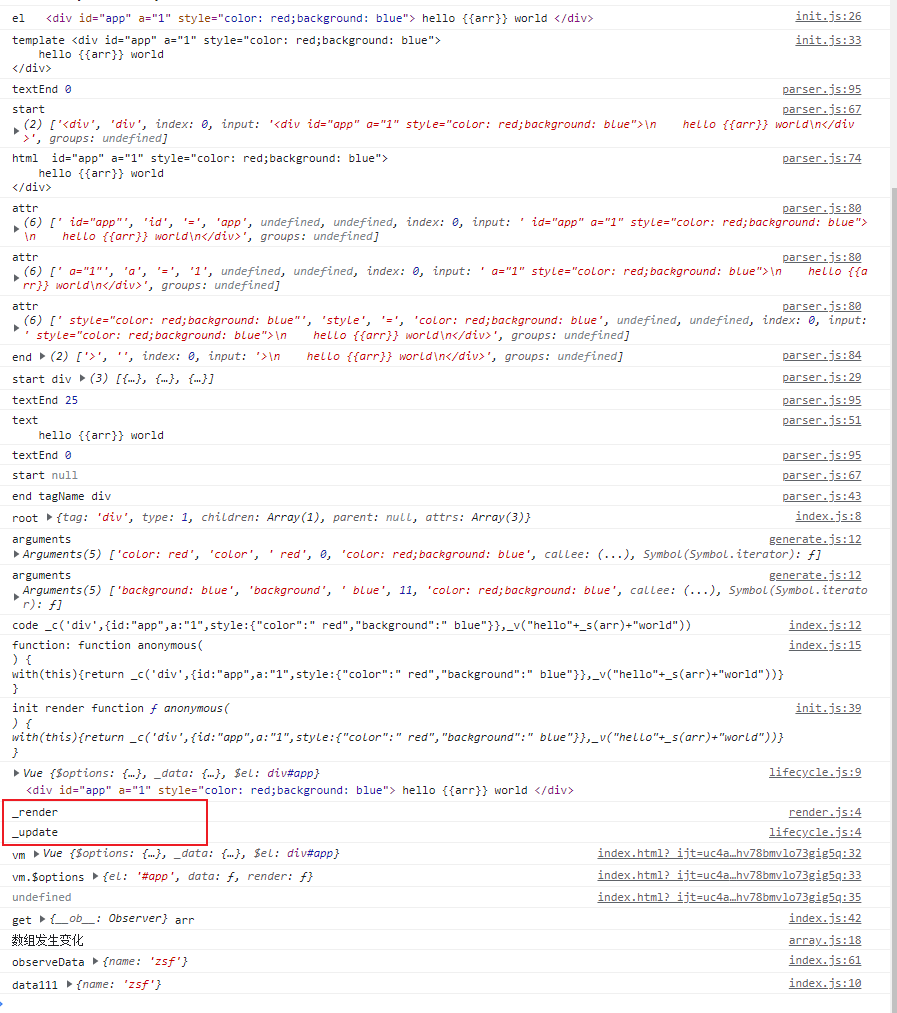 el <div id="app" a="1" style="color: red;background: blue"> hello {{arr}} world </div> init.js:26
template <div id="app" a="1" style="color: red;background: blue"> init.js:33
hello {{arr}} world
</div>
textEnd 0 parser.js:95
start parser.js:67
(2) ['<div', 'div', index: 0, input: '<div id="app" a="1" style="color: red;background: blue">\n    hello {{arr}} world\n</div
>', groups: undefined]
html  id="app" a="1" style="color: red;background: blue"> parser.js:74
hello {{arr}} world
</div>
attr parser.js:80
(6) [' id="app"', 'id', '=', 'app', undefined, undefined, index: 0, input: ' id="app" a="1" style="color: red;background: blue">
\n    hello {{arr}} world\n</div>', groups: undefined]
attr parser.js:80
(6) [' a="1"', 'a', '=', '1', undefined, undefined, index: 0, input: ' a="1" style="color: red;background: blue">\n    hello {{a
rr}} world\n</div>', groups: undefined]
attr parser.js:80
(6) [' style="color: red;background: blue"', 'style', '=', 'color: red;background: blue', undefined, undefined, index: 0, input:
' style="color: red;background: blue">\n    hello {{arr}} world\n</div>', groups: undefined]
end (2) ['>', '', index: 0, input: '>\n    hello {{arr}} world\n</div>', groups: undefined] parser.js:84
start div (3) [{…}, {…}, {…}] parser.js:29
textEnd 25 parser.js:95
text parser.js:51
hello {{arr}} world
textEnd 0 parser.js:95
start null parser.js:67
end tagName div parser.js:43
root {tag: 'div', type: 1, children: Array(1), parent: null, attrs: Array(3)} index.js:8
arguments generate.js:12
Arguments(5) ['color: red', 'color', ' red', 0, 'color: red;background: blue', callee: (...), Symbol(Symbol.iterator): ƒ]
arguments generate.js:12
Arguments(5) ['background: blue', 'background', ' blue', 11, 'color: red;background: blue', callee: (...), Symbol(Symbol.iterato
r): ƒ]
code _c('div',{id:"app",a:"1",style:{"color":" red","background":" blue"}},_v("hello"+_s(arr)+"world")) index.js:12
function: function anonymous( index.js:15
) {
with(this){return _c('div',{id:"app",a:"1",style:{"color":" red","background":" blue"}},_v("hello"+_s(arr)+"world"))}
}
init render function ƒ anonymous( init.js:39
) {
with(this){return _c('div',{id:"app",a:"1",style:{"color":" red","background":" blue"}},_v("hello"+_s(arr)+"world"))}
}
Vue {$options: {…}, _data: {…}, $el: div#app} lifecycle.js:9
<div id="app" a="1" style="color: red;background: blue"> hello {{arr}} world </div>
_render render.js:4
_update lifecycle.js:4
vm Vue {$options: {…}, _data: {…}, $el: div#app} index.html?_ijt=uc4a…hv78bmvlo73gig5q:32
vm.$options {el: '#app', data: ƒ, render: ƒ} index.html?_ijt=uc4a…hv78bmvlo73gig5q:33
undefined index.html?_ijt=uc4a…hv78bmvlo73gig5q:35
get {__ob__: Observer} arr index.js:42
数组发生变化 array.js:18
observeData {name: 'zsf'} index.js:61
data111 {name: 'zsf'} index.js:10